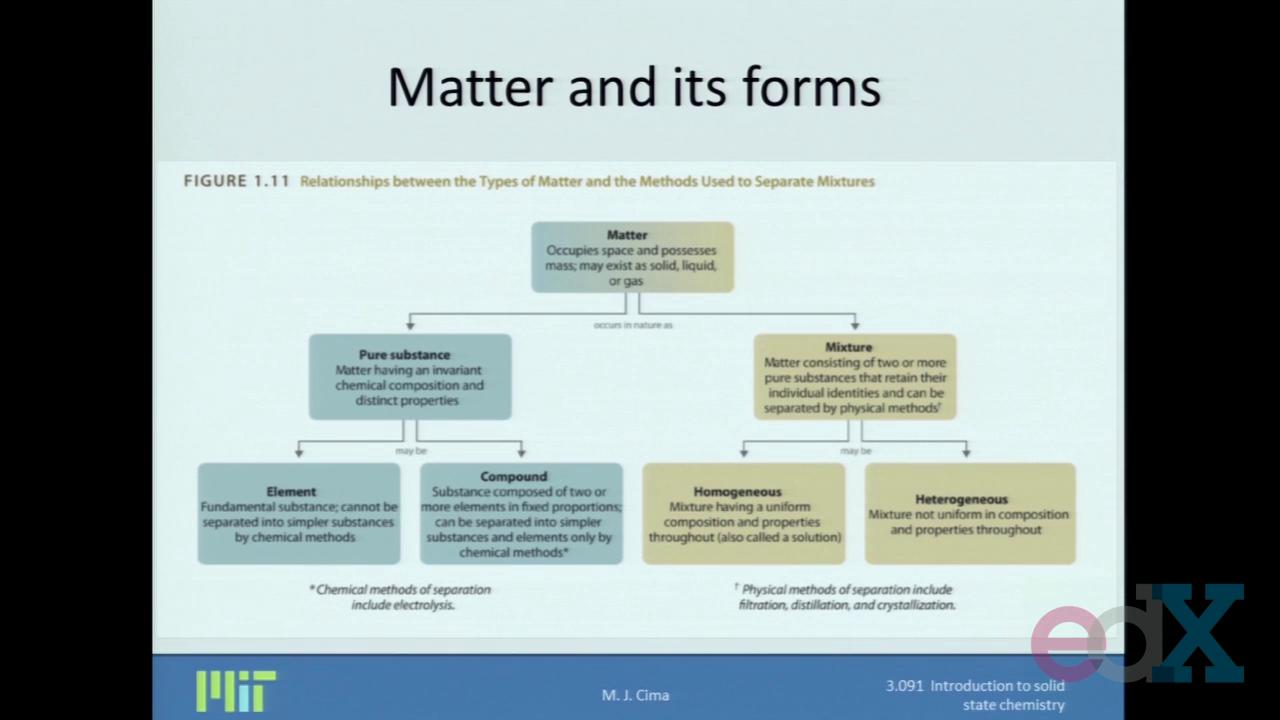 Matter and its forms
FIGURE 1.11 Relationships between the Types of Matter and the Methods Used to Separate Mixtures
Matter
Occupies space and possesses
mass; may exist as solid, liquid,
or gas
occurs in nature as
Pure substance
Matter having an invariant
chemical composition and
distinct properties
Mixture
Matter consisting of two or more
pure substances that retain their
individual identities and can be
separated by physical methods†
may be
may be
Element
Fundamental substance; cannot be
separated into simpler substances
by chemical methods
Compound
Substance composed of two or
more elements in fixed proportions;
can be separated into simpler
substances and elements only by
chemical methods*
Homogeneous
Mixture having a uniform
composition and properties
throughout (also called a solution)
Heterogeneous
Mixture not uniform in composition
and properties throughout
* Chemical methods of separation
include electrolysis.
† Physical methods of separation include
filtration, distillation, and crystallization.
edX
MIT
M. J. Cima
3.091 Introduction to solid
state chemistry